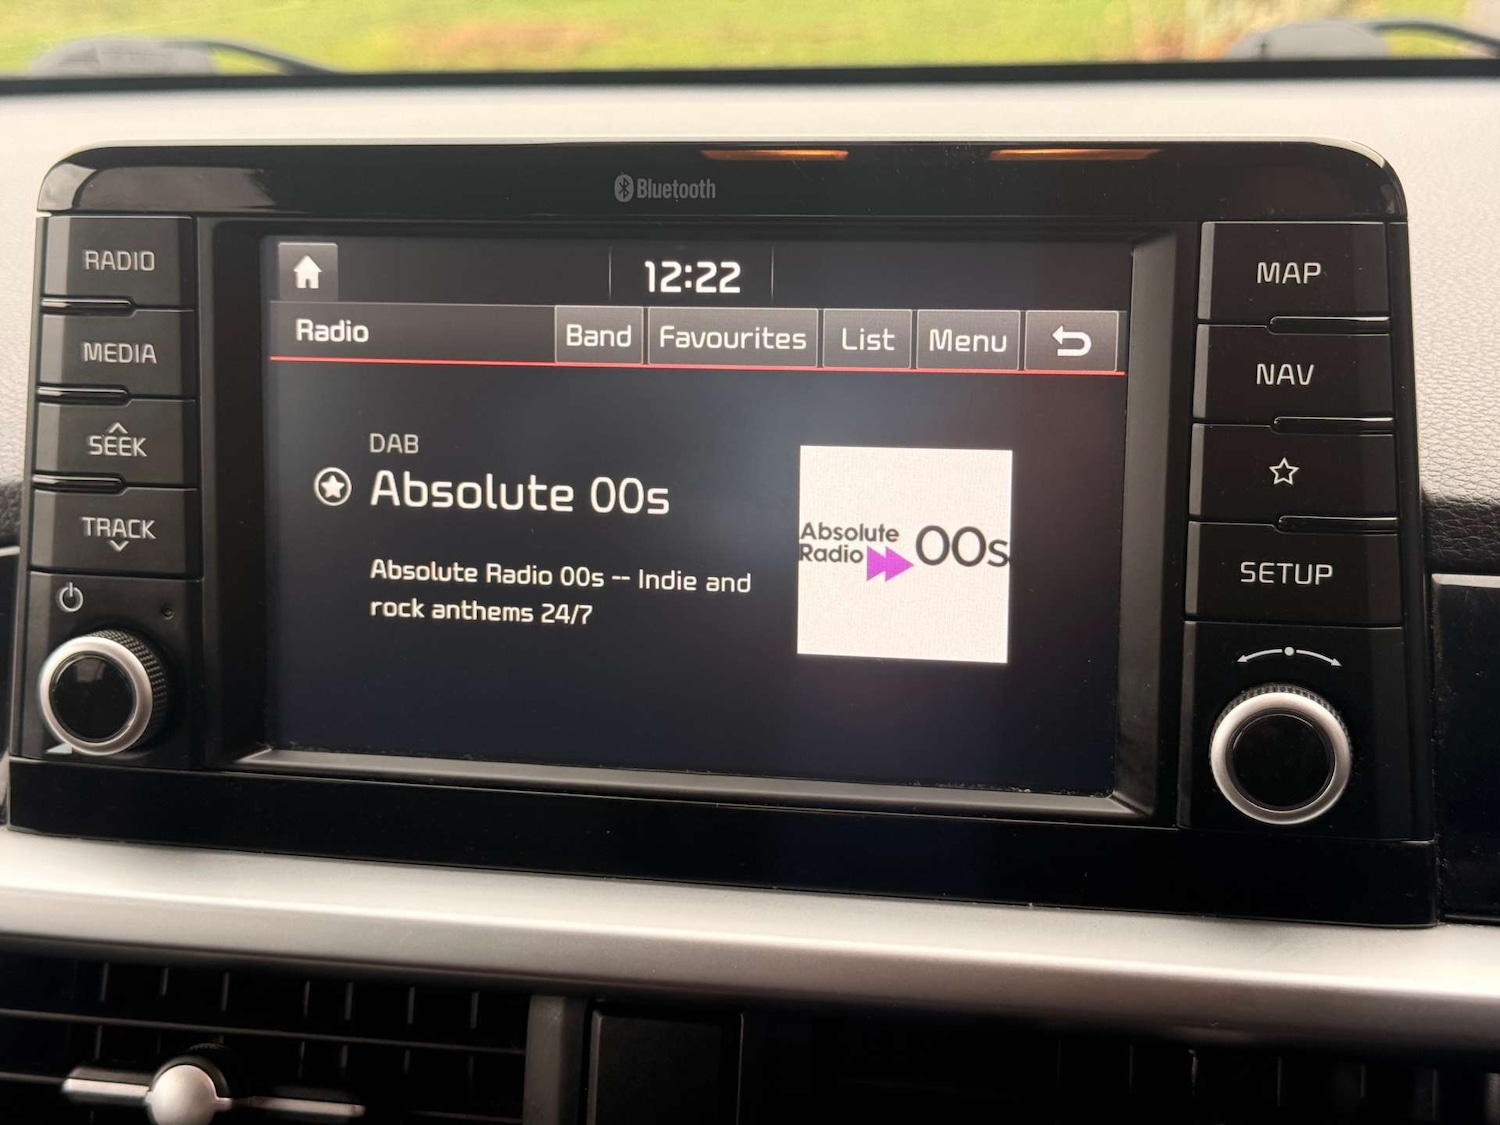 Bluetooth
RADIO
MEDIA
SEEK
TRACK
12:22
Radio
Band
Favourites
List
Menu
DAB
Absolute 00s
Absolute Radio 00s -- Indie and
rock anthems 24/7
Absolute
Radio
00s
MAP
NAV
SETUP